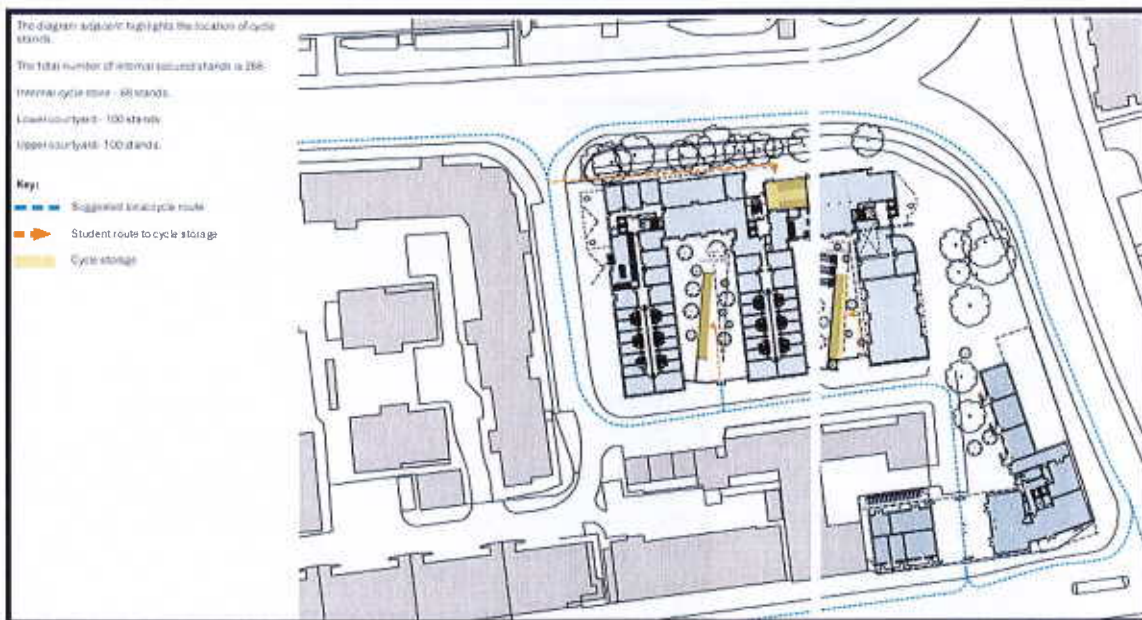 The diagram adjacent highlights the location of cycle
stands.
The total number of internal secured stands is 268.
Internal cycle store - 68 stands.
Lower courtyard - 100 stands
Upper courtyard- 100 stands.
Key:
Suggested local cycle route
Student route to cycle storage
Cycle storage